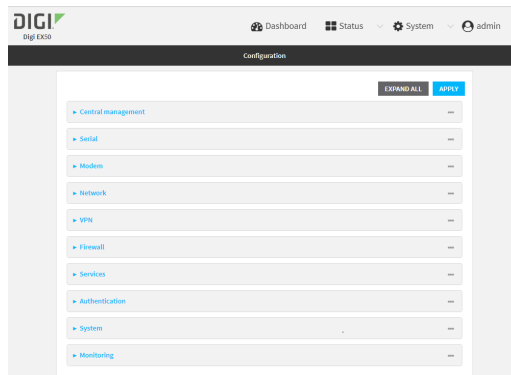 DIGI
Digi EX50
Dashboard Status System admin
Configuration
EXPAND ALL APPLY
► Central management
► Serial
► Modem
► Network
► VPN
► Firewall
► Services
► Authentication
► System
► Monitoring